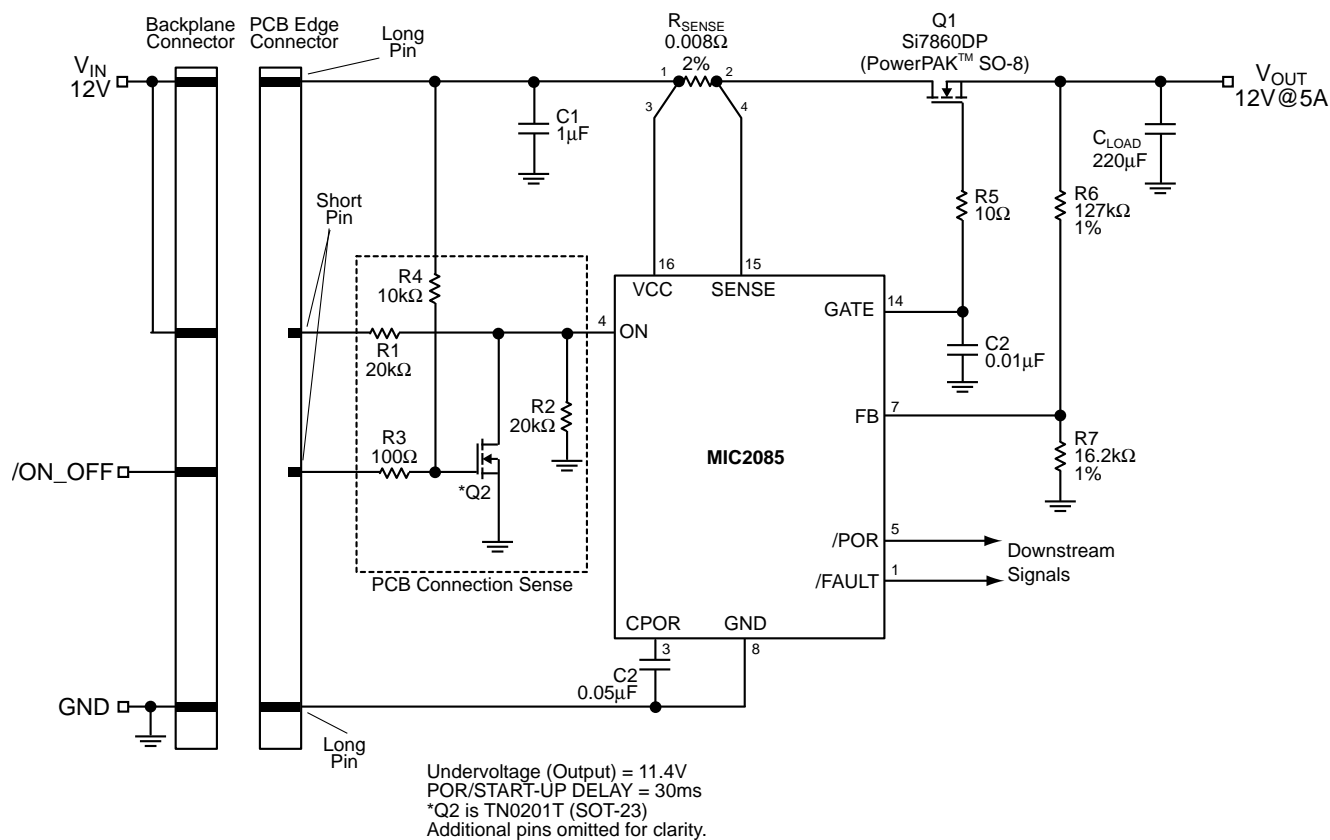 Backplane
Connector
PCB Edge
Connector
Long
Pin
RSENSE
0.008Ω
2%
Q1
Si7860DP
(PowerPAK™ SO-8)
VIN
12V
1
2
VOUT
12V@5A
3
4
C1
1µF
CLOAD
220µF
Short
Pin
R5
10Ω
R6
127kΩ
1%
R4
10kΩ
16
15
VCC
SENSE
GATE
14
4
ON
R1
20kΩ
C2
0.01µF
R2
20kΩ
FB
7
R3
100Ω
R7
16.2kΩ
1%
/ON_OFF
*Q2
MIC2085
/POR
5
Downstream
Signals
/FAULT
1
PCB Connection Sense
CPOR
GND
3
8
C2
0.05µF
GND
Long
Pin
Undervoltage (Output) = 11.4V
POR/START-UP DELAY = 30ms
*Q2 is TN0201T (SOT-23)
Additional pins omitted for clarity.